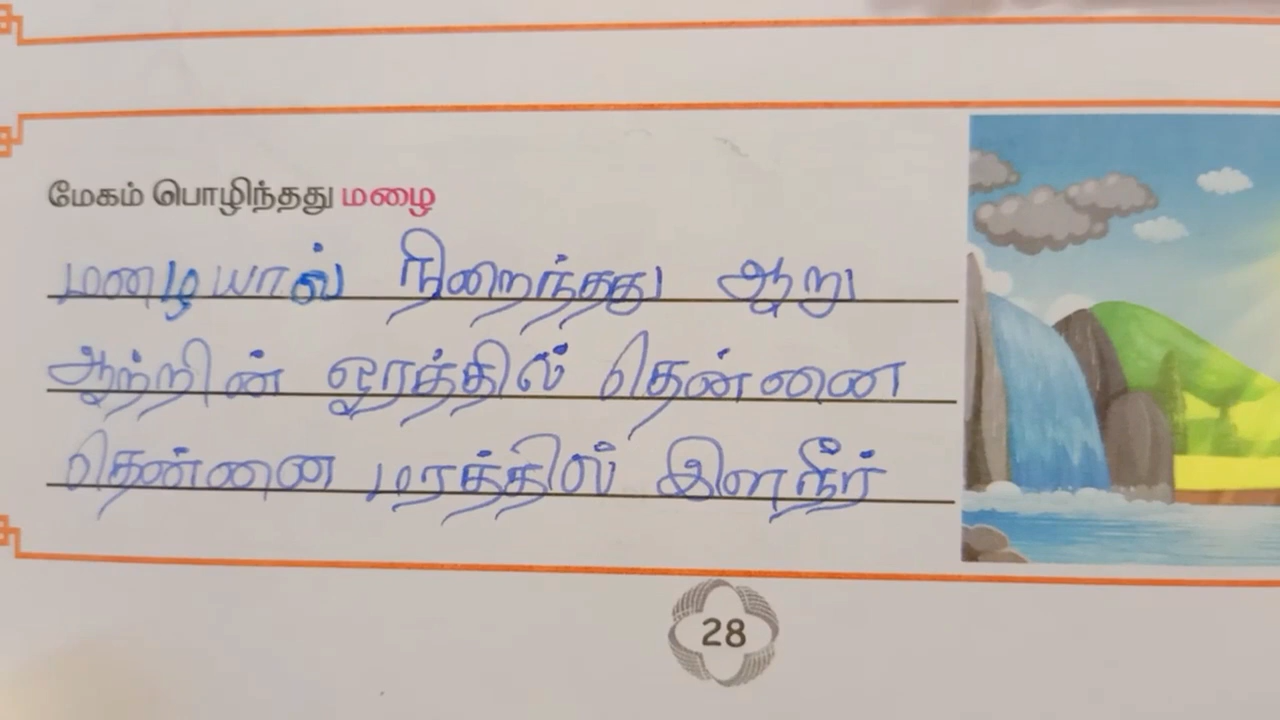 மேகம் பொழிந்தது மழை
மழையால் நிறைந்தது ஆறு
ஆற்றின் ஓரத்தில் தென்னை
தென்னை மரத்தில் இளநீர்
28